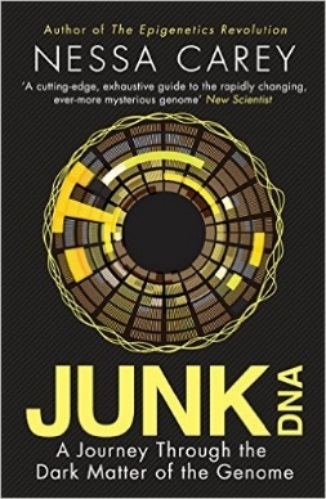 Author of The Epigenetics Revolution
NESSA CAREY
'A cutting-edge, exhaustive guide to the rapidly changing,
ever-more mysterious genome' New Scientist
JUNK DNA
A Journey Through the
Dark Matter of the Genome